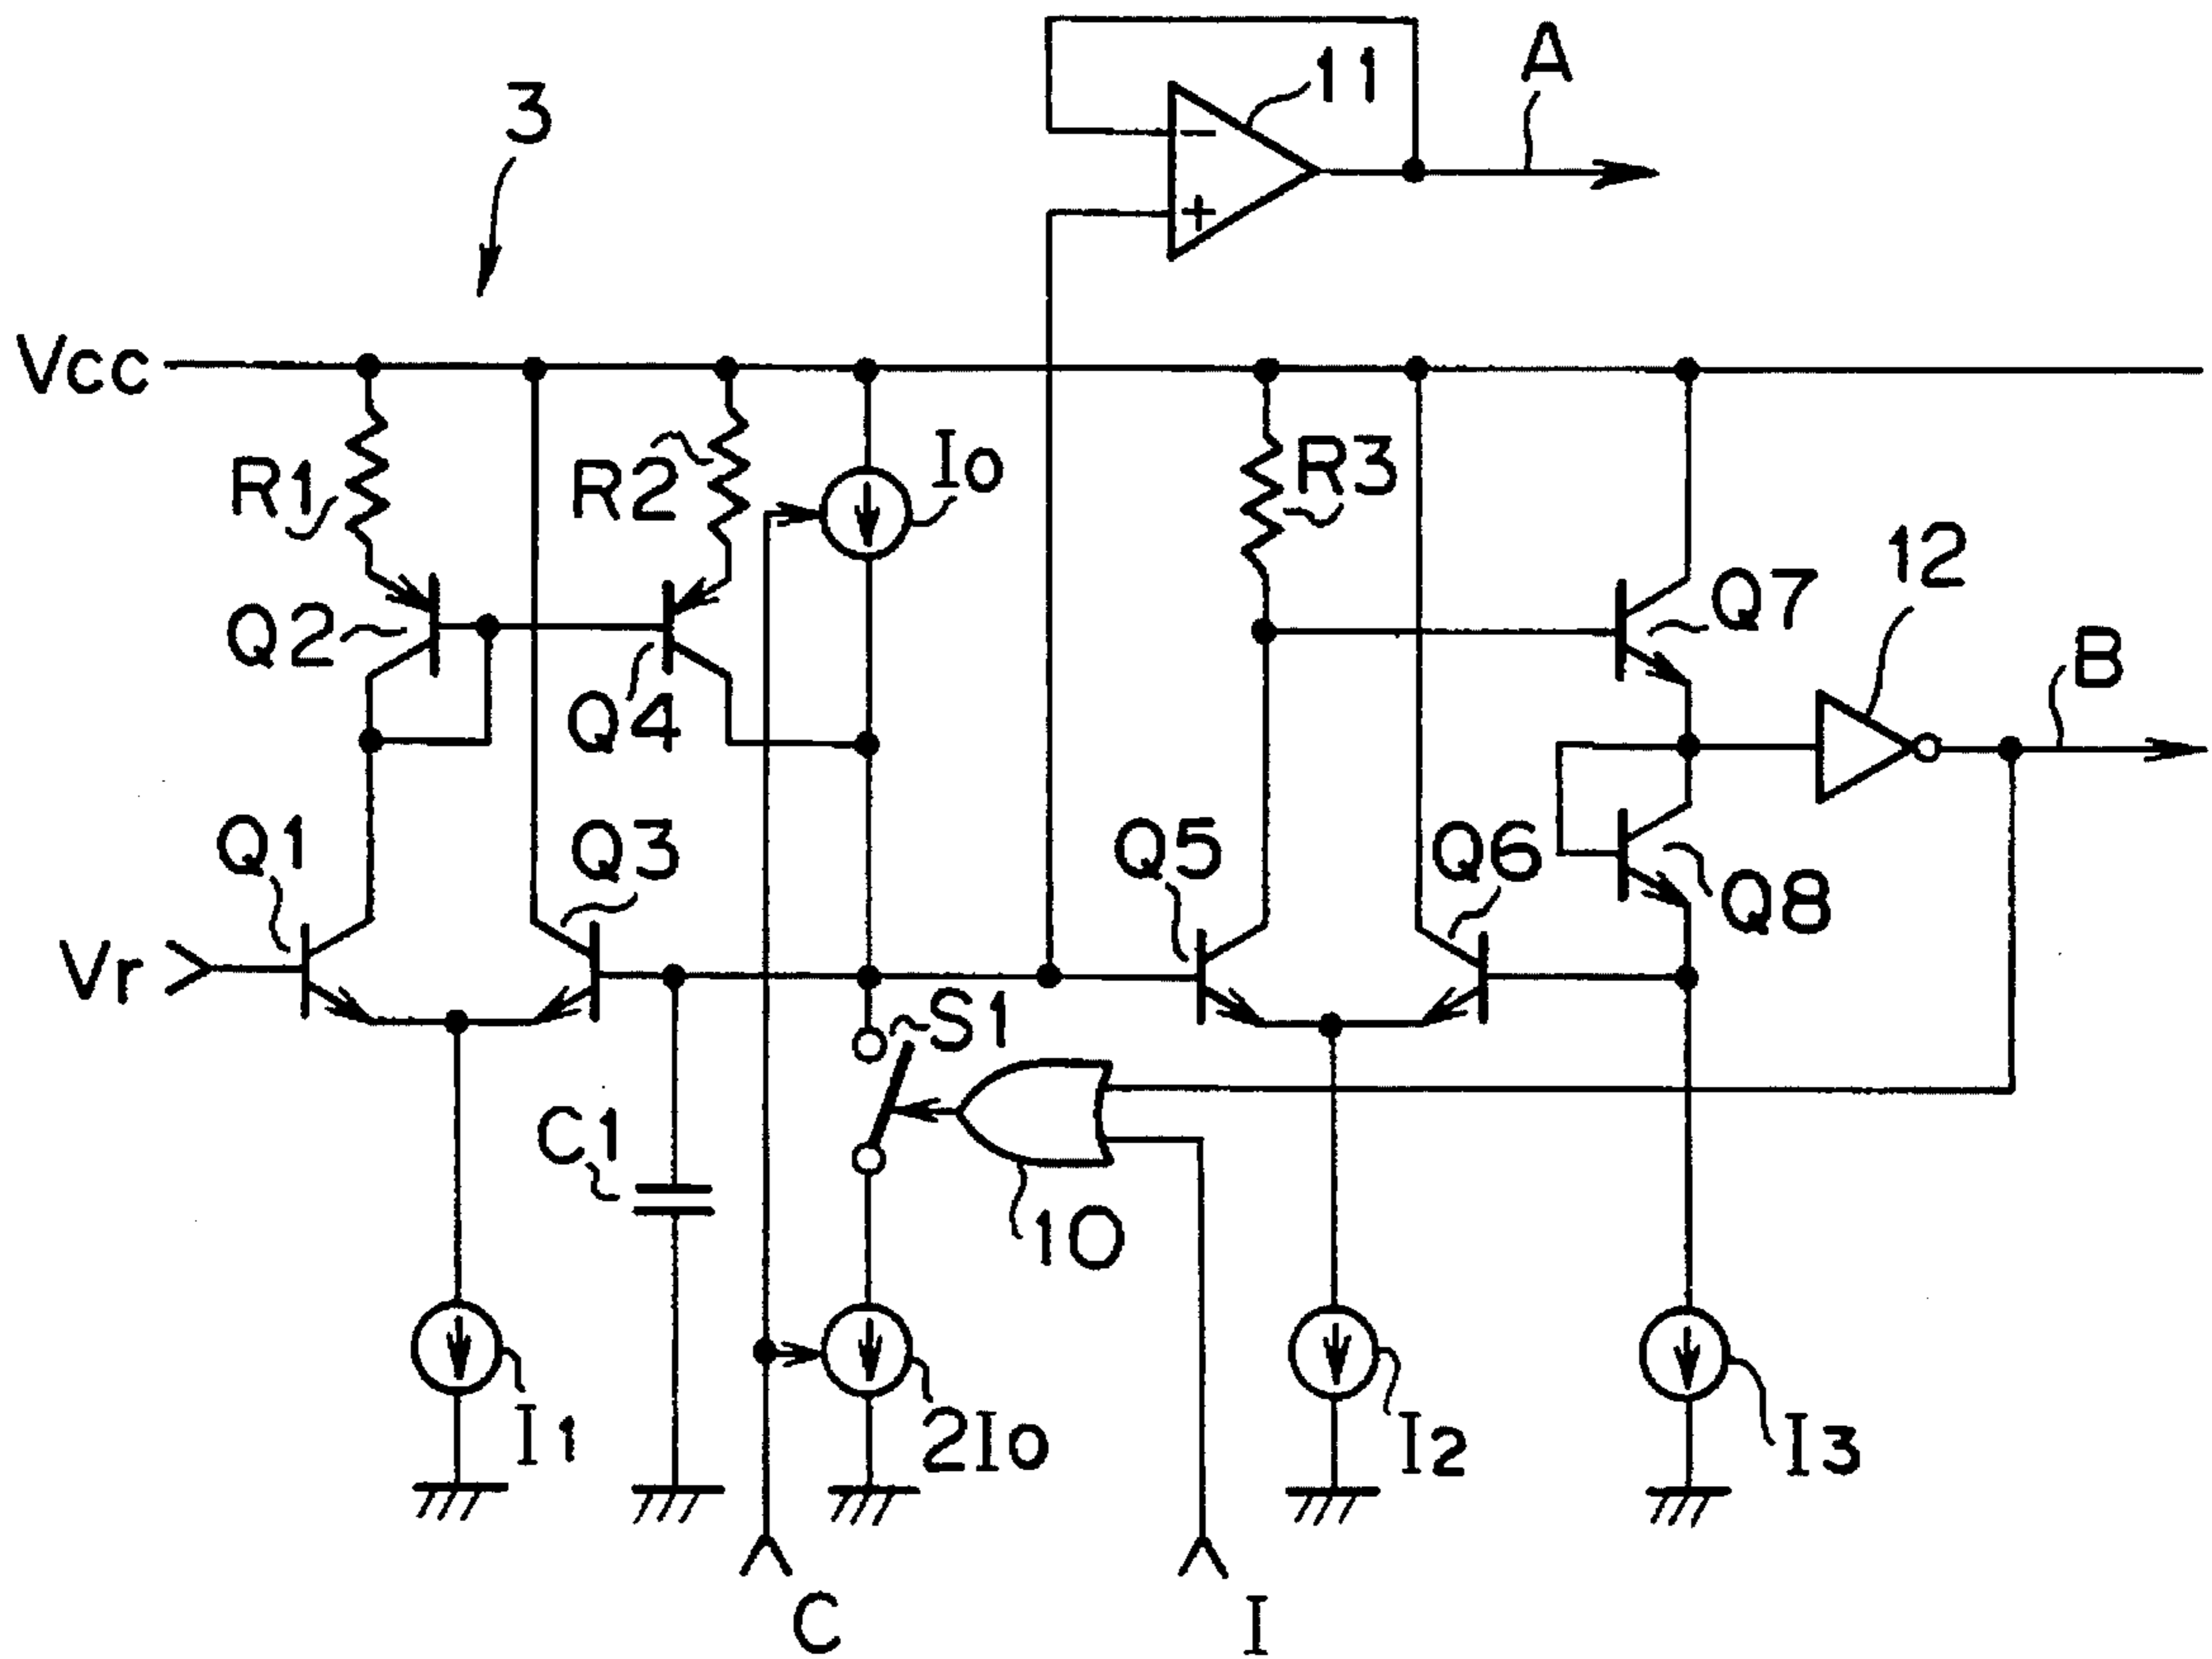 A
11
3
−
+
Vcc
R1
R2
Io
R3
12
Q2
Q4
Q7
B
Q1
Q3
Q5
Q6
Q8
Vr
S1
C1
10
I1
2Io
I2
I3
C
I